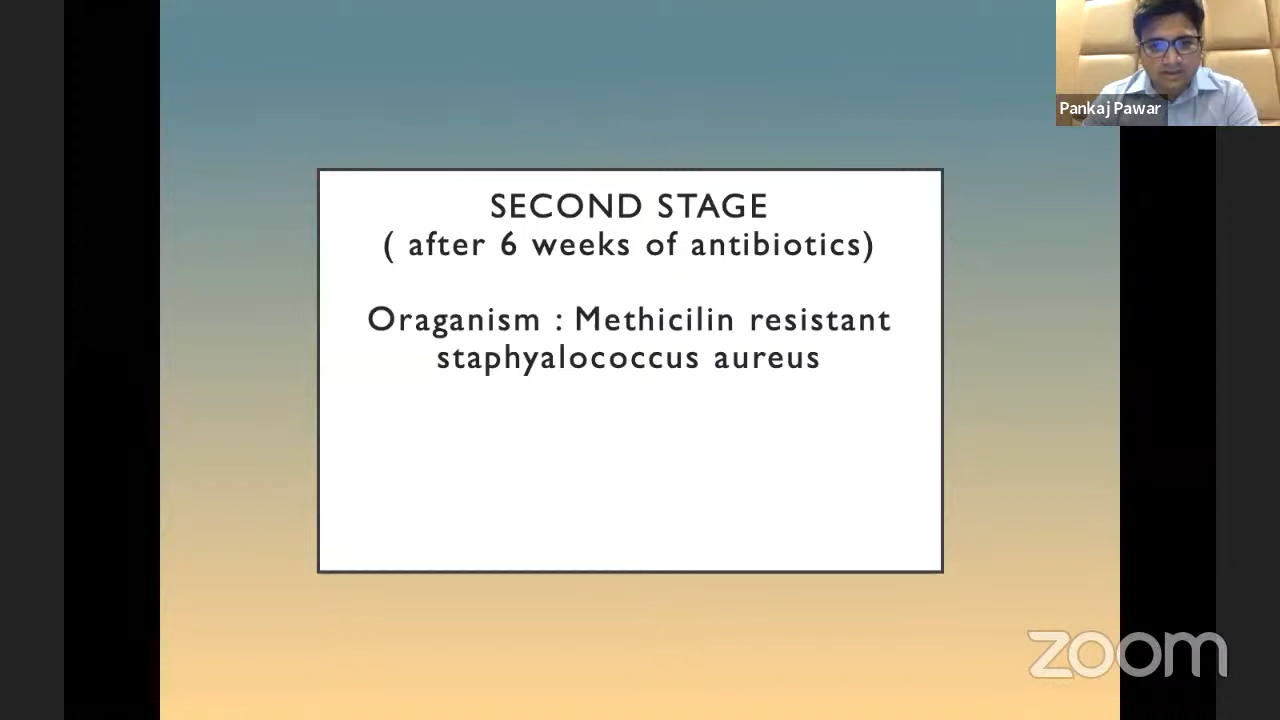 Pankaj Pawar
SECOND STAGE
( after 6 weeks of antibiotics)
Oraganism : Methicilin resistant
staphyalococcus aureus
zoom